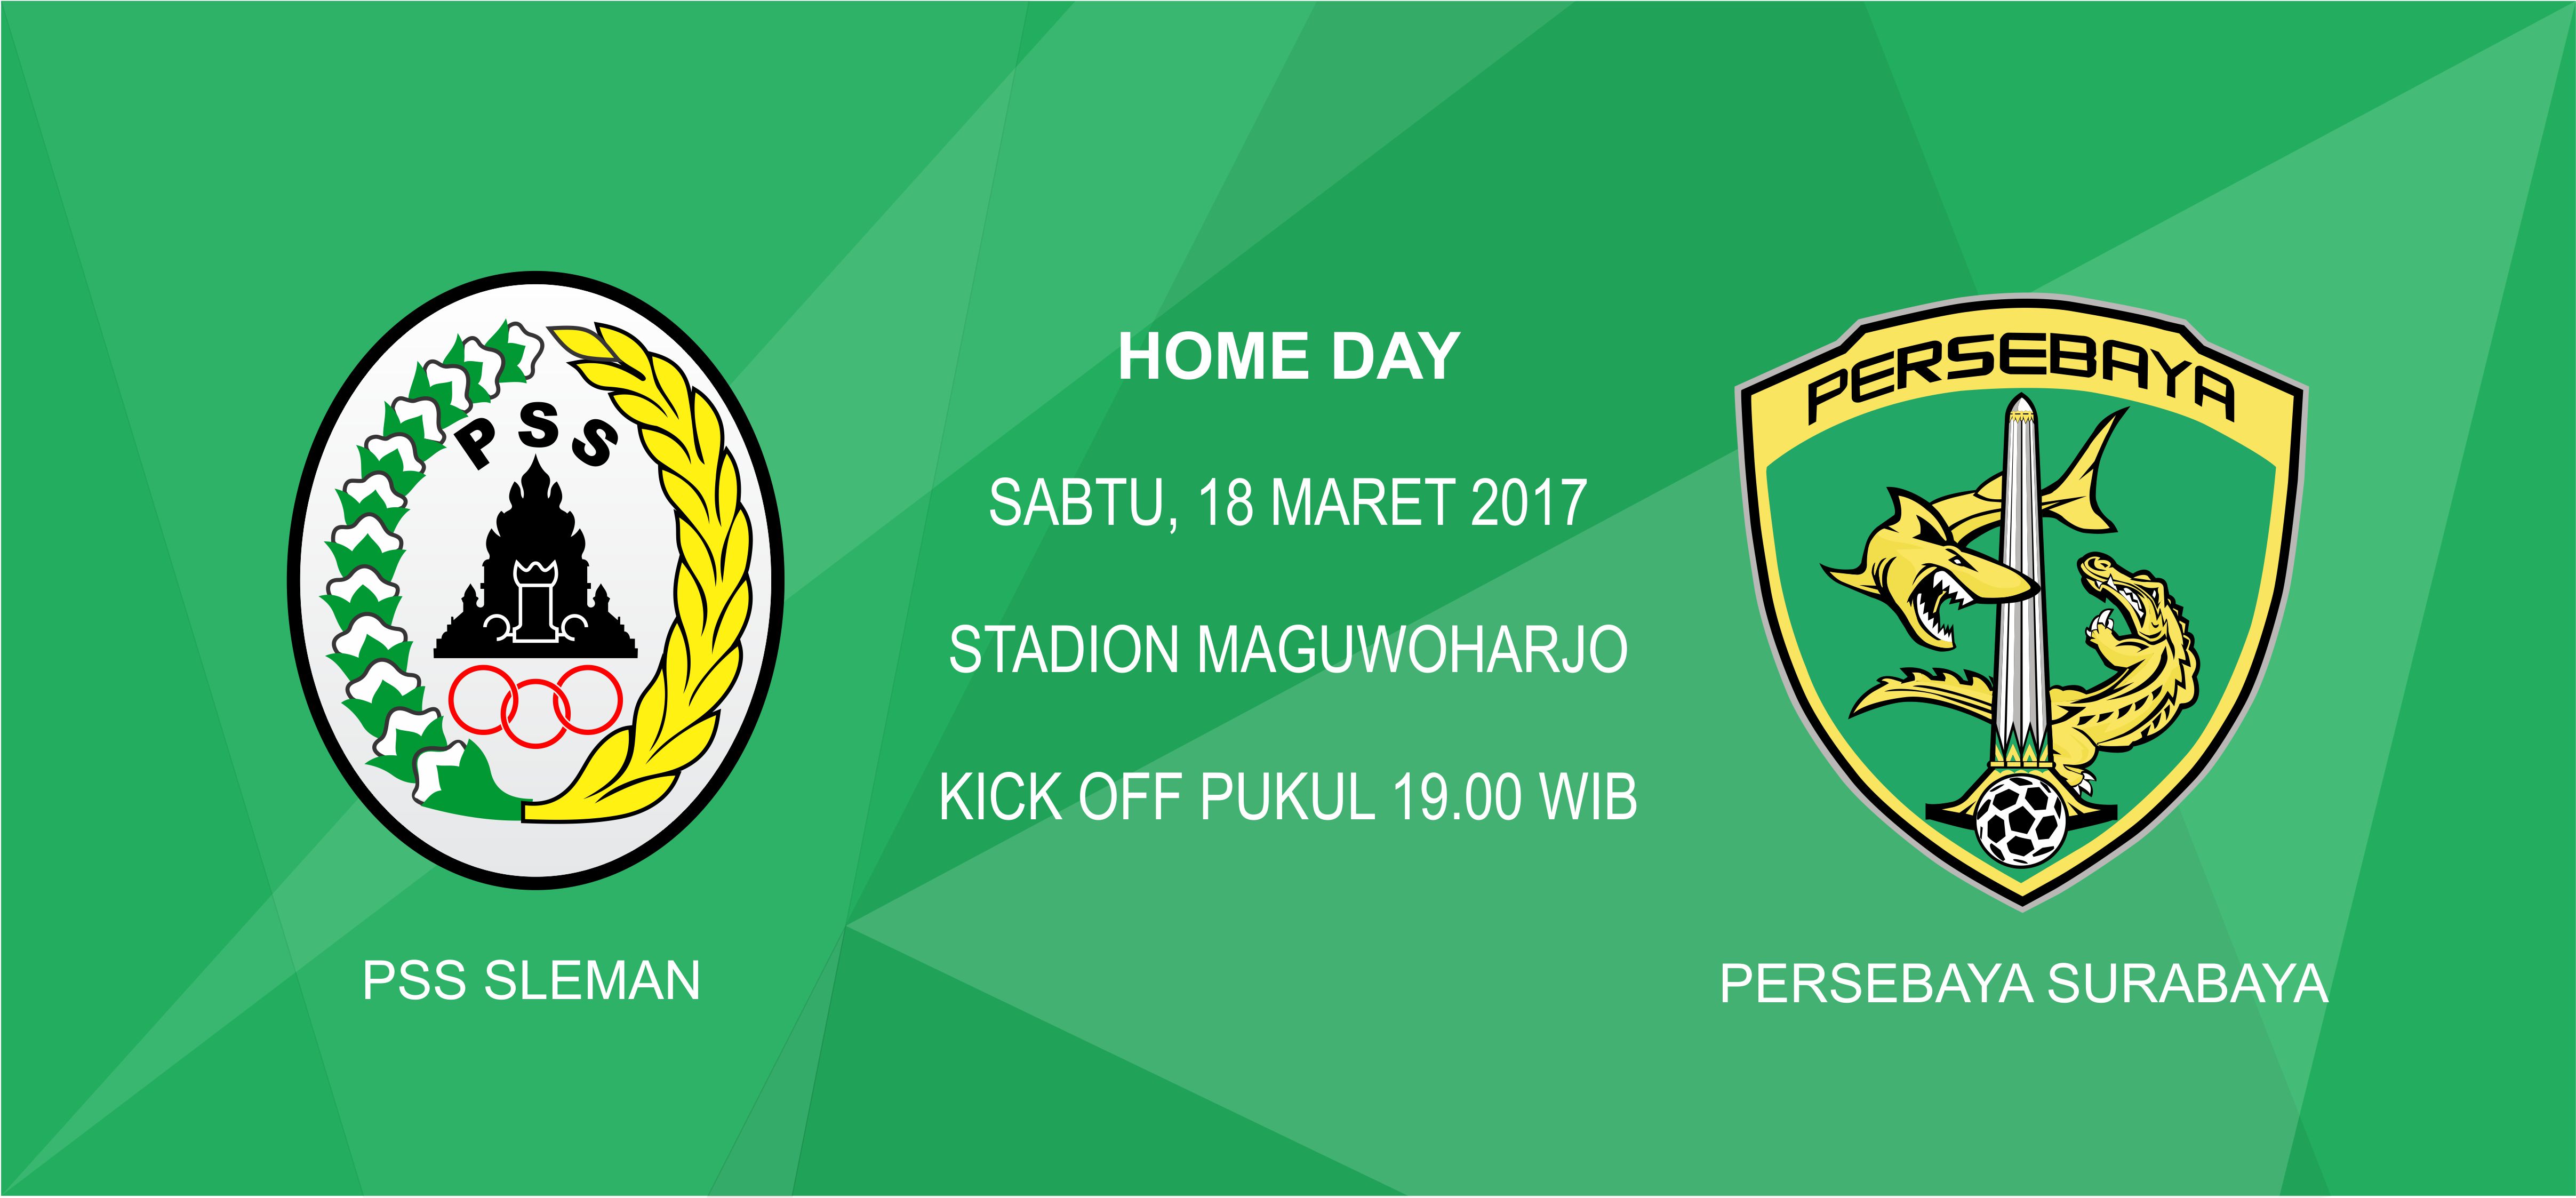 HOME DAY
SABTU, 18 MARET 2017
STADION MAGUWOHARJO
KICK OFF PUKUL 19.00 WIB
PSS
PSS SLEMAN
PERSEBAYA
PERSEBAYA SURABAYA